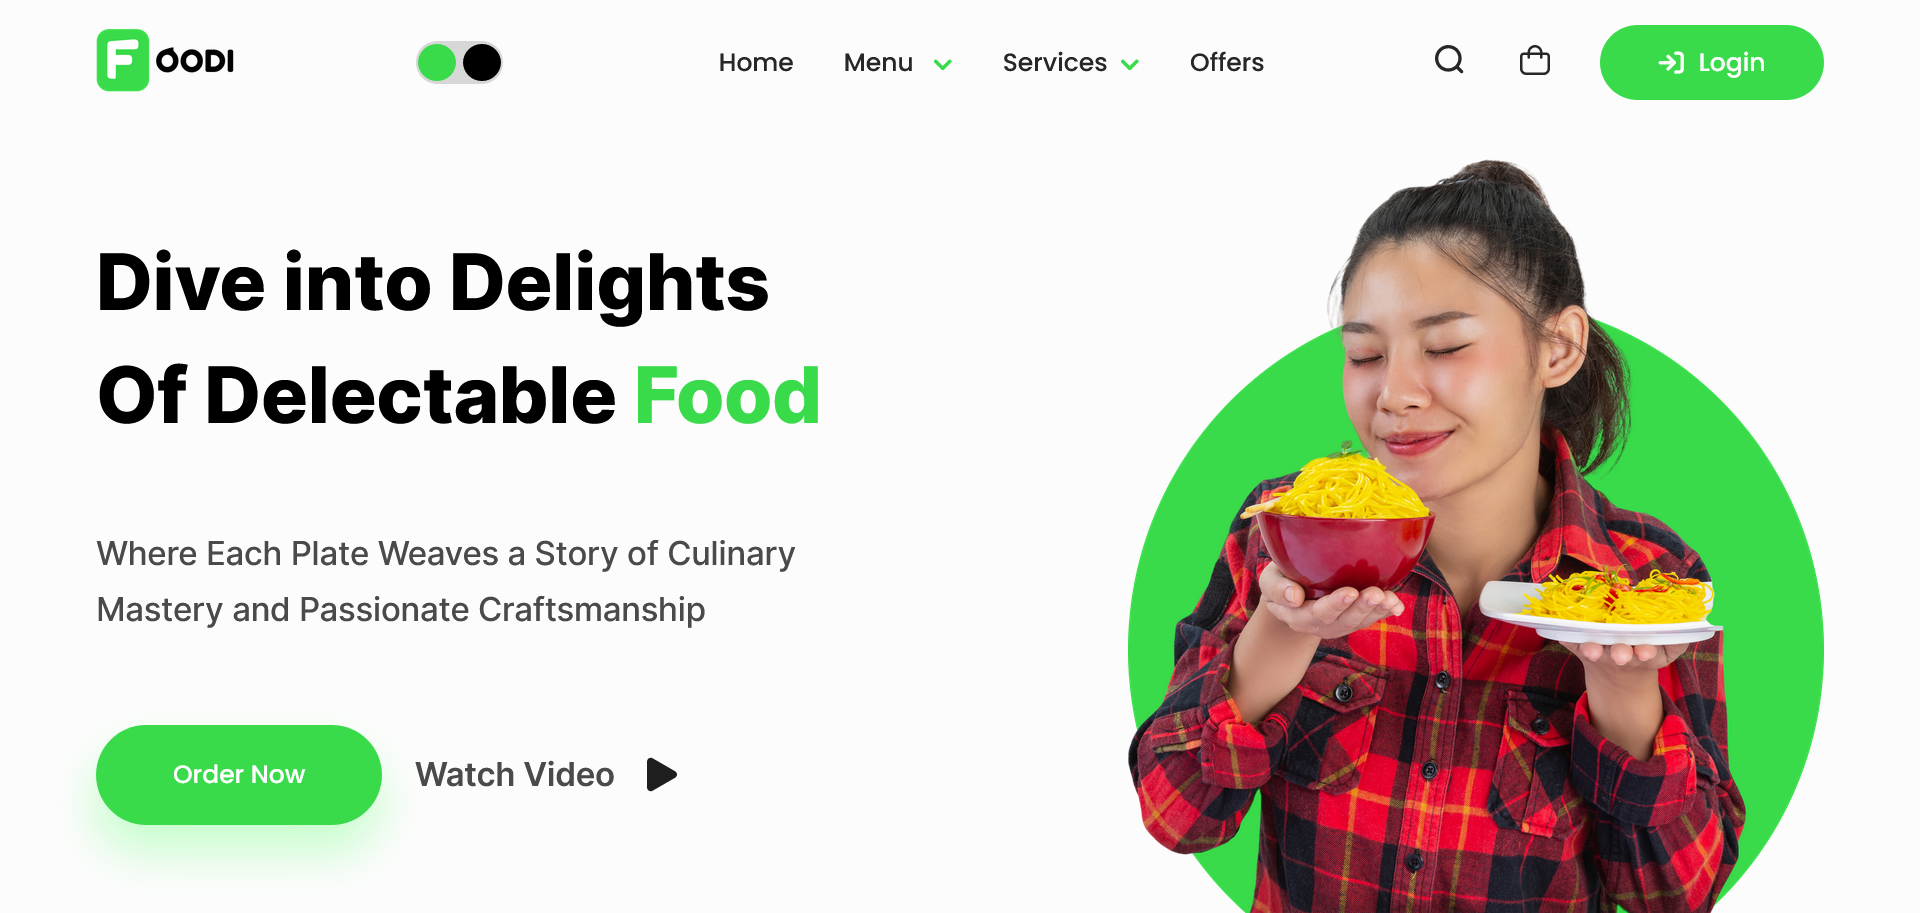 FOODI
Home
Menu
Services
Offers
Login
Dive into Delights
Of Delectable Food
Where Each Plate Weaves a Story of Culinary
Mastery and Passionate Craftsmanship
Order Now
Watch Video